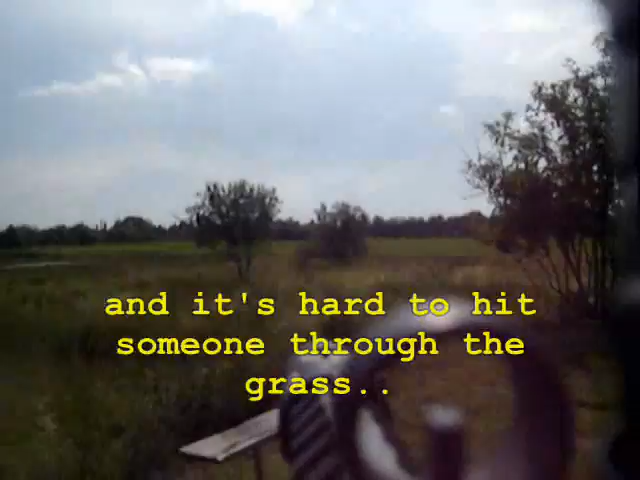 and it's hard to hit
someone through the
grass..